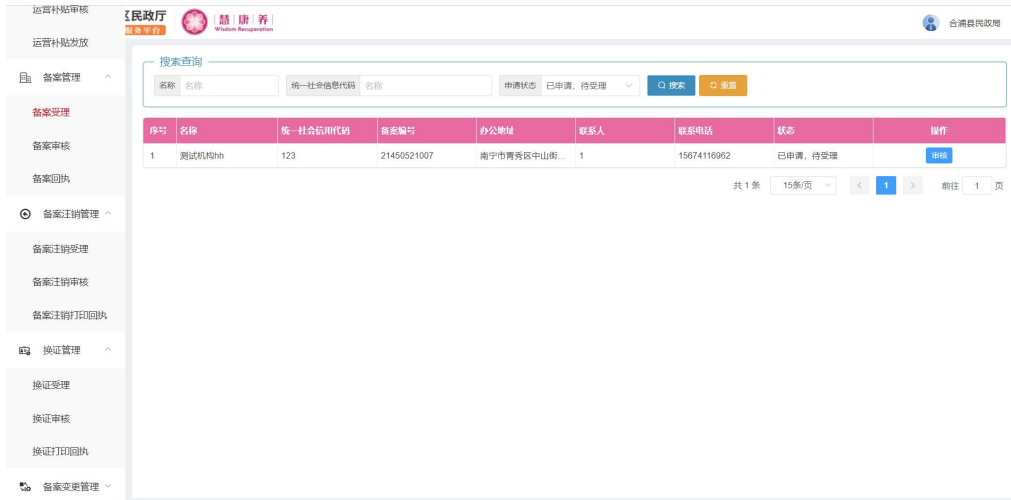 运营补贴审核
运营补贴发放
备案管理
备案受理
备案审核
备案回执
备案注销管理
备案注销受理
备案注销审核
备案注销打印回执
换证管理
换证受理
换证审核
换证打印回执
备案变更管理
区民政厅
服务平台
慧 康 养
Wisdom Recuperation
合浦县民政局
搜索查询
名称 名称 统一社会信息代码 名称 申请状态 已申请，待受理 搜索 重置
序号 名称 统一社会信用代码 备案编号 办公地址 联系人 联系电话 状态 操作
1 测试机构hh 123 21450521007 南宁市青秀区中山街... 1 15674116962 已申请，待受理 审核
共 1 条 15条/页 < 1 > 前往 1 页